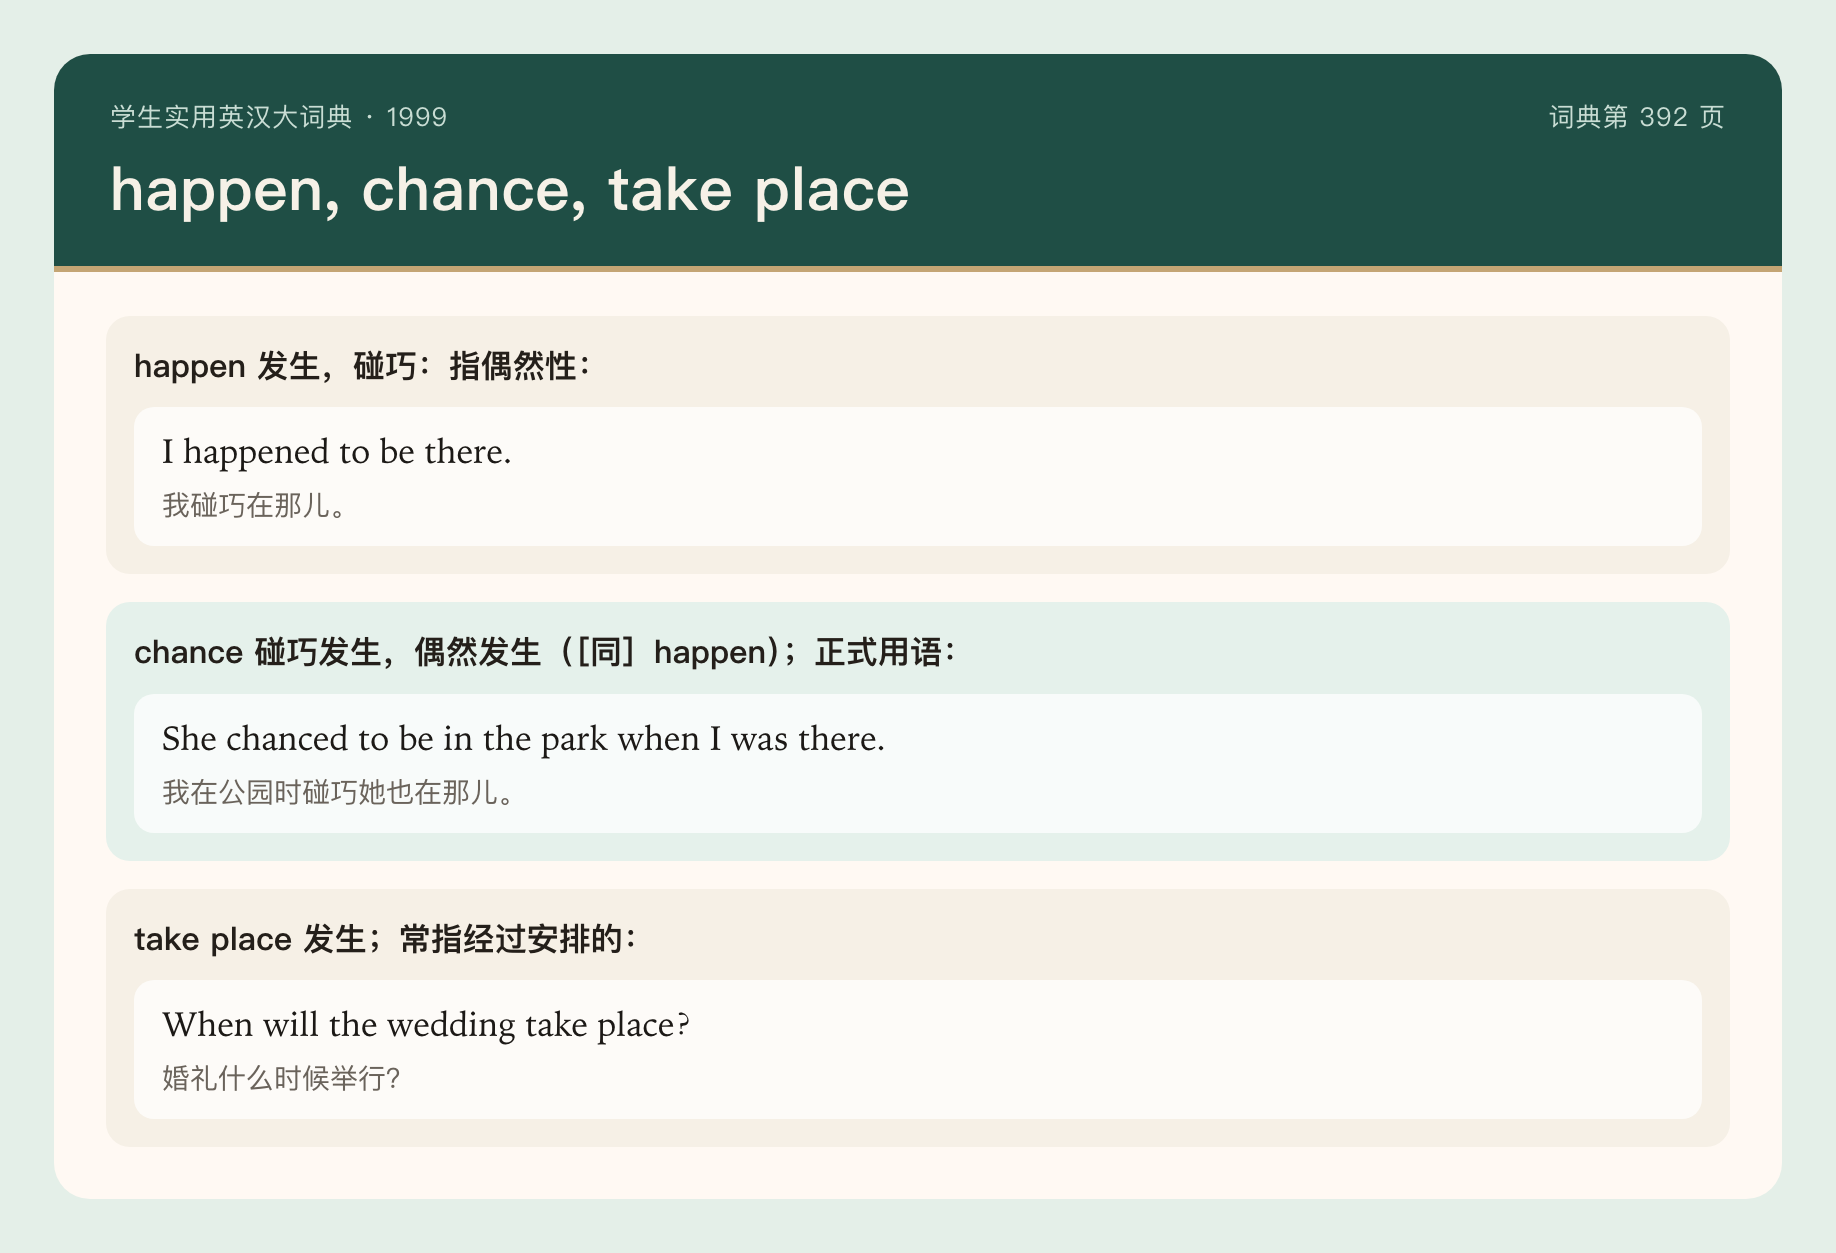 学生实用英汉大词典 · 1999
词典第 392 页
happen, chance, take place
happen 发生，碰巧：指偶然性：
I happened to be there.
我碰巧在那儿。
chance 碰巧发生，偶然发生（[同］happen)；正式用语：
She chanced to be in the park when I was there.
我在公园时碰巧她也在那儿。
take place 发生；常指经过安排的：
When will the wedding take place?
婚礼什么时候举行?